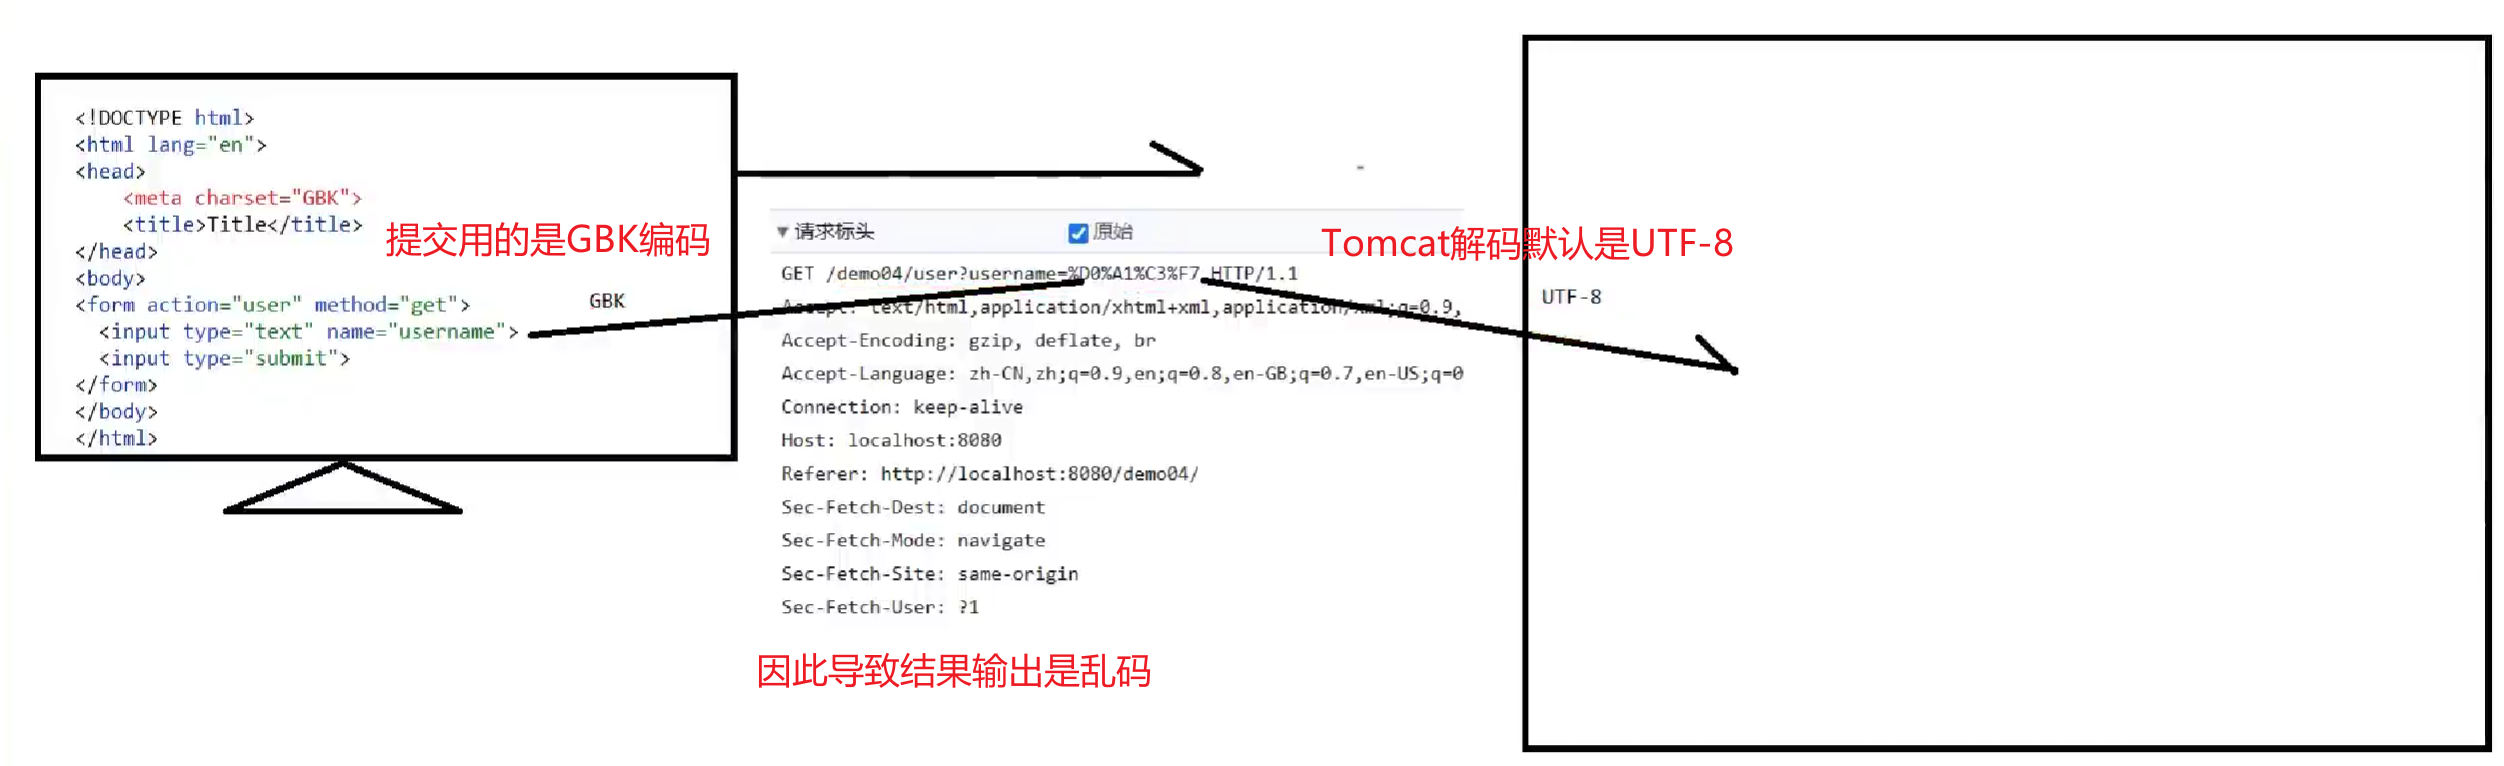 <!DOCTYPE html>
<html lang="en">
<head>
<meta charset="GBK">
<title>Title</title>
</head>
<body>
<form action="user" method="get">
<input type="text" name="username">
<input type="submit">
</form>
</body>
</html>
提交用的是GBK编码
GBK
请求标头
原始
GET /demo04/user?username=%D0%A1%C3%F7 HTTP/1.1
Accept: text/html,application/xhtml+xml,application/xml;q=0.9,
Accept-Encoding: gzip, deflate, br
Accept-Language: zh-CN,zh;q=0.9,en;q=0.8,en-GB;q=0.7,en-US;q=0
Connection: keep-alive
Host: localhost:8080
Referer: http://localhost:8080/demo04/
Sec-Fetch-Dest: document
Sec-Fetch-Mode: navigate
Sec-Fetch-Site: same-origin
Sec-Fetch-User: ?1
Tomcat解码默认是UTF-8
UTF-8
因此导致结果输出是乱码